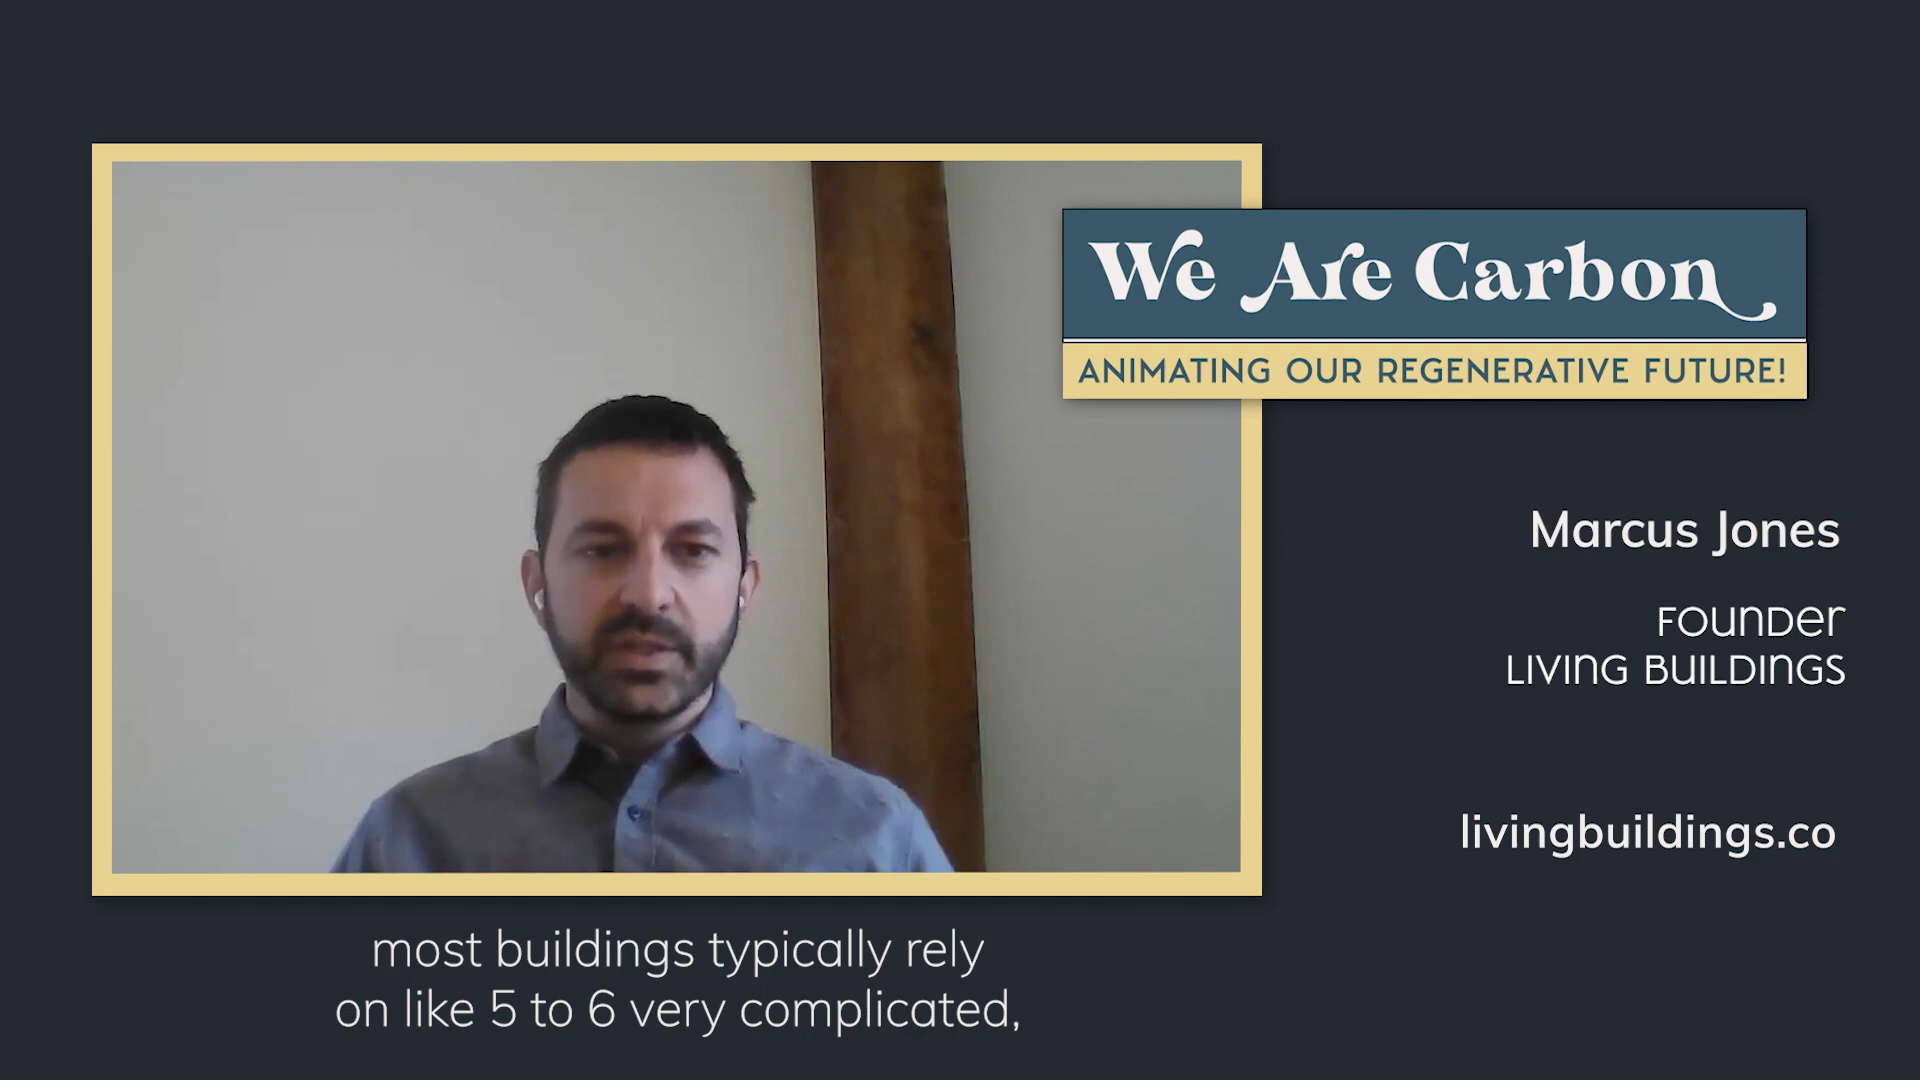 We Are Carbon
ANIMATING OUR REGENERATIVE FUTURE!
Marcus Jones
FOUNDER
LIVING BUILDINGS
livingbuildings.co
most buildings typically rely
on like 5 to 6 very complicated,